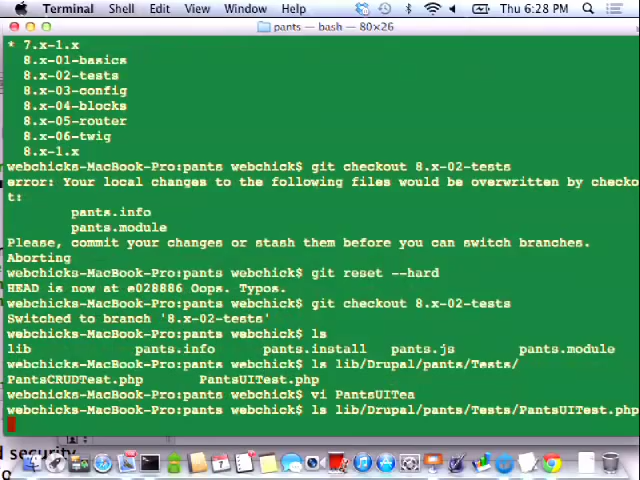 Terminal Shell Edit View Window Help Thu 6:28 PM
pants — bash — 80×26
* 7.x-1.x
8.x-01-basics
8.x-02-tests
8.x-03-config
8.x-04-blocks
8.x-05-router
8.x-06-twig
8.x-1.x
webchicks-MacBook-Pro:pants webchick$ git checkout 8.x-02-tests
error: Your local changes to the following files would be overwritten by checko
t:
pants.info
pants.module
Please, commit your changes or stash them before you can switch branches.
Aborting
webchicks-MacBook-Pro:pants webchick$ git reset --hard
HEAD is now at e028886 Oops. Typos.
webchicks-MacBook-Pro:pants webchick$ git checkout 8.x-02-tests
Switched to branch '8.x-02-tests'
webchicks-MacBook-Pro:pants webchick$ ls
lib pants.info pants.install pants.js pants.module
webchicks-MacBook-Pro:pants webchick$ ls lib/Drupal/pants/Tests/
PantsCRUDTest.php PantsUITest.php
webchicks-MacBook-Pro:pants webchick$ vi PantsUITea
webchicks-MacBook-Pro:pants webchick$ ls lib/Drupal/pants/Tests/PantsUITest.php
d security